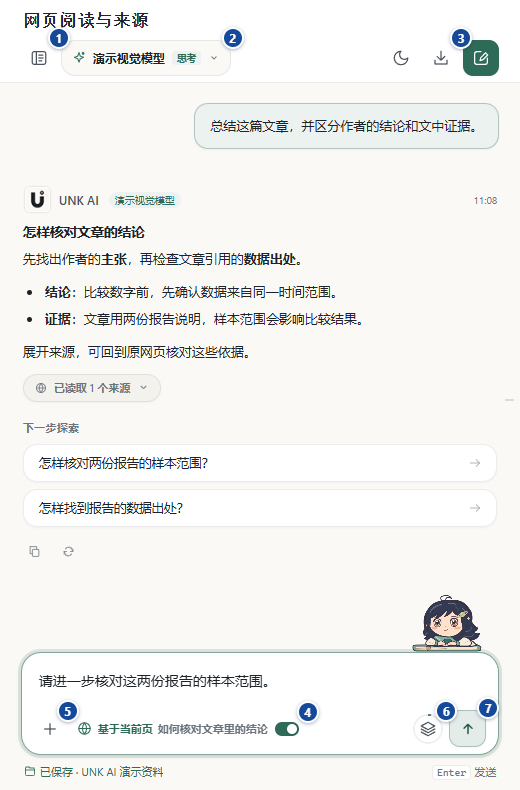 网页阅读与来源
1
2
3
演示视觉模型 思考
总结这篇文章，并区分作者的结论和文中证据。
UNK AI 演示视觉模型 11:08
怎样核对文章的结论
先找出作者的主张，再检查文章引用的数据出处。
• 结论：比较数字前，先确认数据来自同一时间范围。
• 证据：文章用两份报告说明，样本范围会影响比较结果。
展开来源，可回到原网页核对这些依据。
已读取 1 个来源
下一步探索
怎样核对两份报告的样本范围？
怎样找到报告的数据出处？
请进一步核对这两份报告的样本范围。
5
4
6
7
基于当前页 如何核对文章里的结论
已保存 · UNK AI 演示资料 Enter 发送